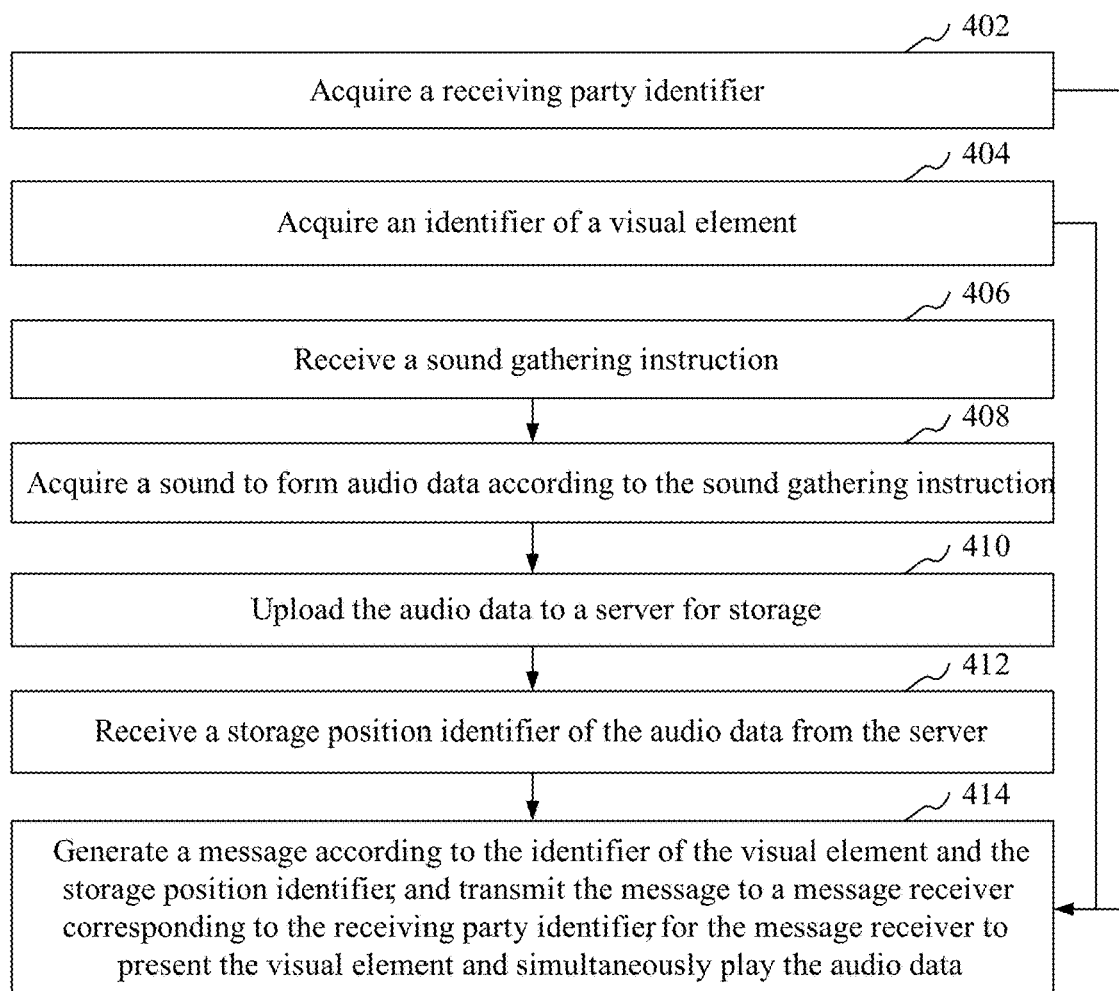 402
Acquire a receiving party identifier
404
Acquire an identifier of a visual element
406
Receive a sound gathering instruction
408
Acquire a sound to form audio data according to the sound gathering instruction
410
Upload the audio data to a server for storage
412
Receive a storage position identifier of the audio data from the server
414
Generate a message according to the identifier of the visual element and the
storage position identifier, and transmit the message to a message receiver
corresponding to the receiving party identifier, for the message receiver to
present the visual element and simultaneously play the audio data